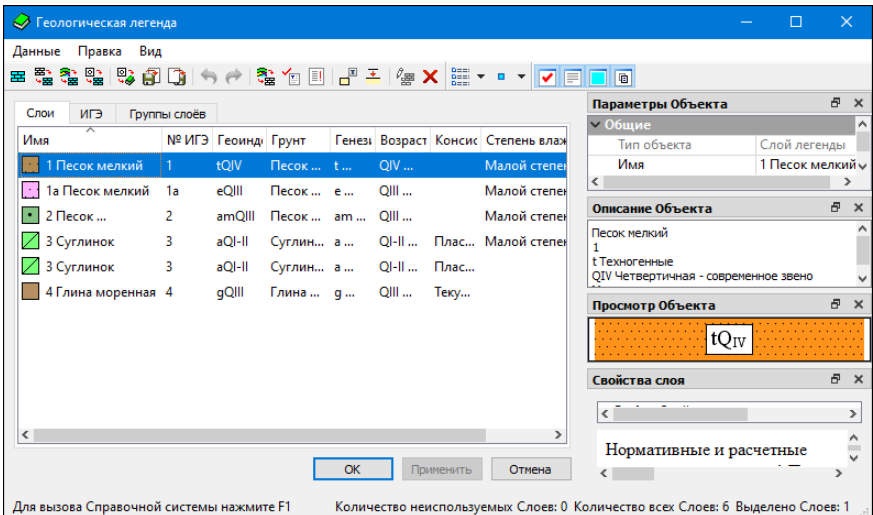 Геологическая легенда
Данные Правка Вид
Слои ИГЭ Группы слоёв
Имя № ИГЭ Геоинд Грунт Генези Возраст Консис Степень влаж
1 Песок мелкий 1 tQIV Песок ... t ... QIV ... Малой степен
1а Песок мелкий 1а eQIII Песок ... e ... QIII ... Малой степен
2 Песок ... 2 amQIII Песок ... am ... QIII ... Малой степен
3 Суглинок 3 aQI-II Суглин... a ... QI-II ... Плас... Малой степен
3 Суглинок 3 aQI-II Суглин... a ... QI-II ... Плас...
4 Глина моренная 4 gQIII Глина ... g ... QIII ... Теку...
OK Применить Отмена
Параметры Объекта
Общие
Тип объекта Слой легенды
Имя 1 Песок мелкий
Описание Объекта
Песок мелкий
1
t Техногенные
QIV Четвертичная - современное звено
Просмотр Объекта
tQIV
Свойства слоя
Нормативные и расчетные
Для вызова Справочной системы нажмите F1 Количество неиспользуемых Слоев: 0 Количество всех Слоев: 6 Выделено Слоев: 1